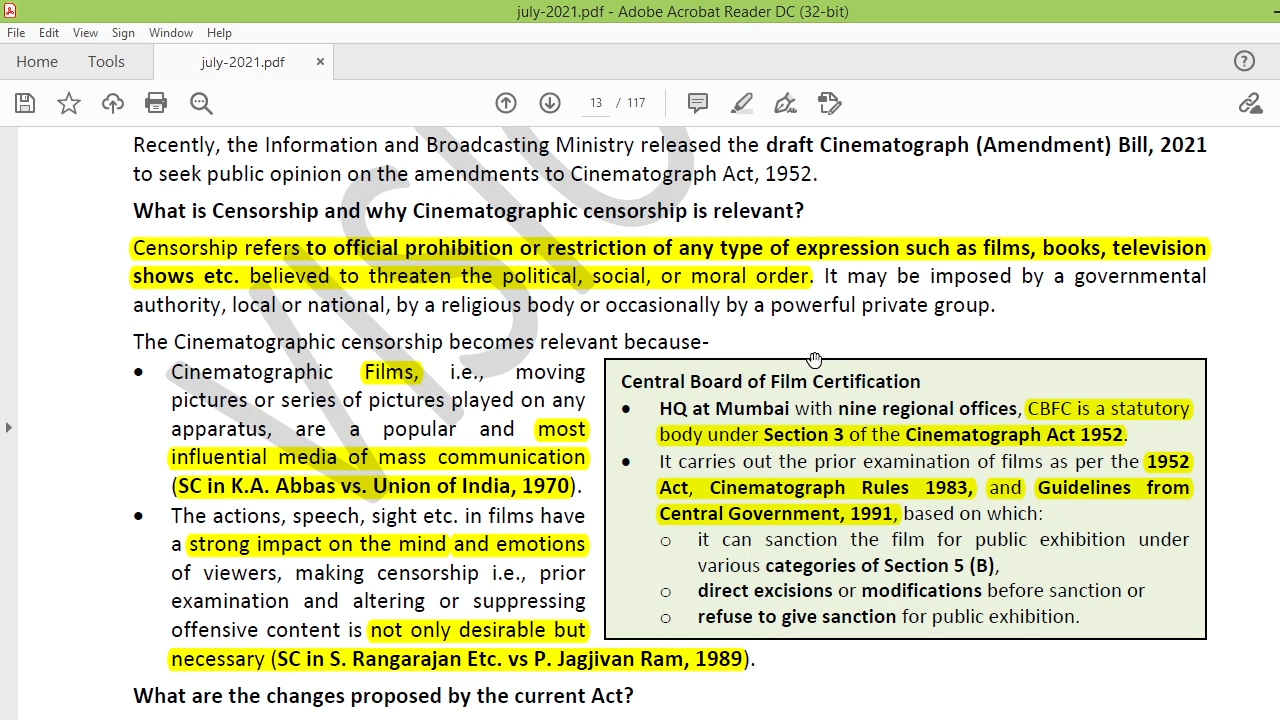 july-2021.pdf - Adobe Acrobat Reader DC (32-bit)
File Edit View Sign Window Help
Home Tools july-2021.pdf ×
13 / 117
Recently, the Information and Broadcasting Ministry released the draft Cinematograph (Amendment) Bill, 2021
to seek public opinion on the amendments to Cinematograph Act, 1952.
What is Censorship and why Cinematographic censorship is relevant?
Censorship refers to official prohibition or restriction of any type of expression such as films, books, television
shows etc. believed to threaten the political, social, or moral order. It may be imposed by a governmental
authority, local or national, by a religious body or occasionally by a powerful private group.
The Cinematographic censorship becomes relevant because-
• Cinematographic Films, i.e., moving
pictures or series of pictures played on any
apparatus, are a popular and most
influential media of mass communication
(SC in K.A. Abbas vs. Union of India, 1970).
• The actions, speech, sight etc. in films have
a strong impact on the mind and emotions
of viewers, making censorship i.e., prior
examination and altering or suppressing
offensive content is not only desirable but
necessary (SC in S. Rangarajan Etc. vs P. Jagjivan Ram, 1989).
Central Board of Film Certification
• HQ at Mumbai with nine regional offices, CBFC is a statutory
body under Section 3 of the Cinematograph Act 1952.
• It carries out the prior examination of films as per the 1952
Act, Cinematograph Rules 1983, and Guidelines from
Central Government, 1991, based on which:
o it can sanction the film for public exhibition under
various categories of Section 5 (B),
o direct excisions or modifications before sanction or
o refuse to give sanction for public exhibition.
What are the changes proposed by the current Act?